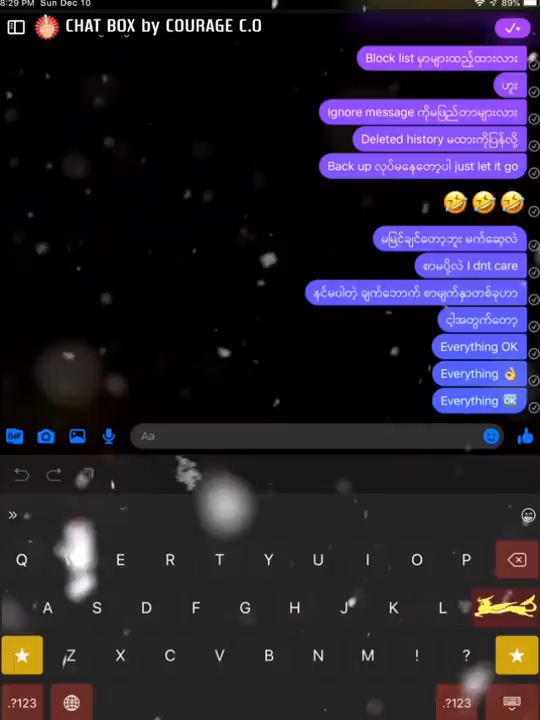 8:29 PM Sun Dec 10
89%
CHAT BOX by COURAGE C.O
Block list မှာများထည့်ထားလား
ဟူး
Ignore message ကိုမဖြည်တာများလား
Deleted history မထားကိုပြန်လို့
Back up လုပ်မနေတော့ပါ just let it go
🤣 🤣 🤣
မမြင်ချင်တော့ဘူး မက်ဆေ့လဲ
စာမပို့လဲ I dnt care
နင်မပါတဲ့ ချက်ဘောက် စာမျက်နှာတစ်ခုဟာ
ငါ့အတွက်တော့
Everything OK
Everything 👌
Everything 🆗
GIF
Aa
Q W E R T Y U I O P
A S D F G H J K L
Z X C V B N M ! ?
.?123 .?123